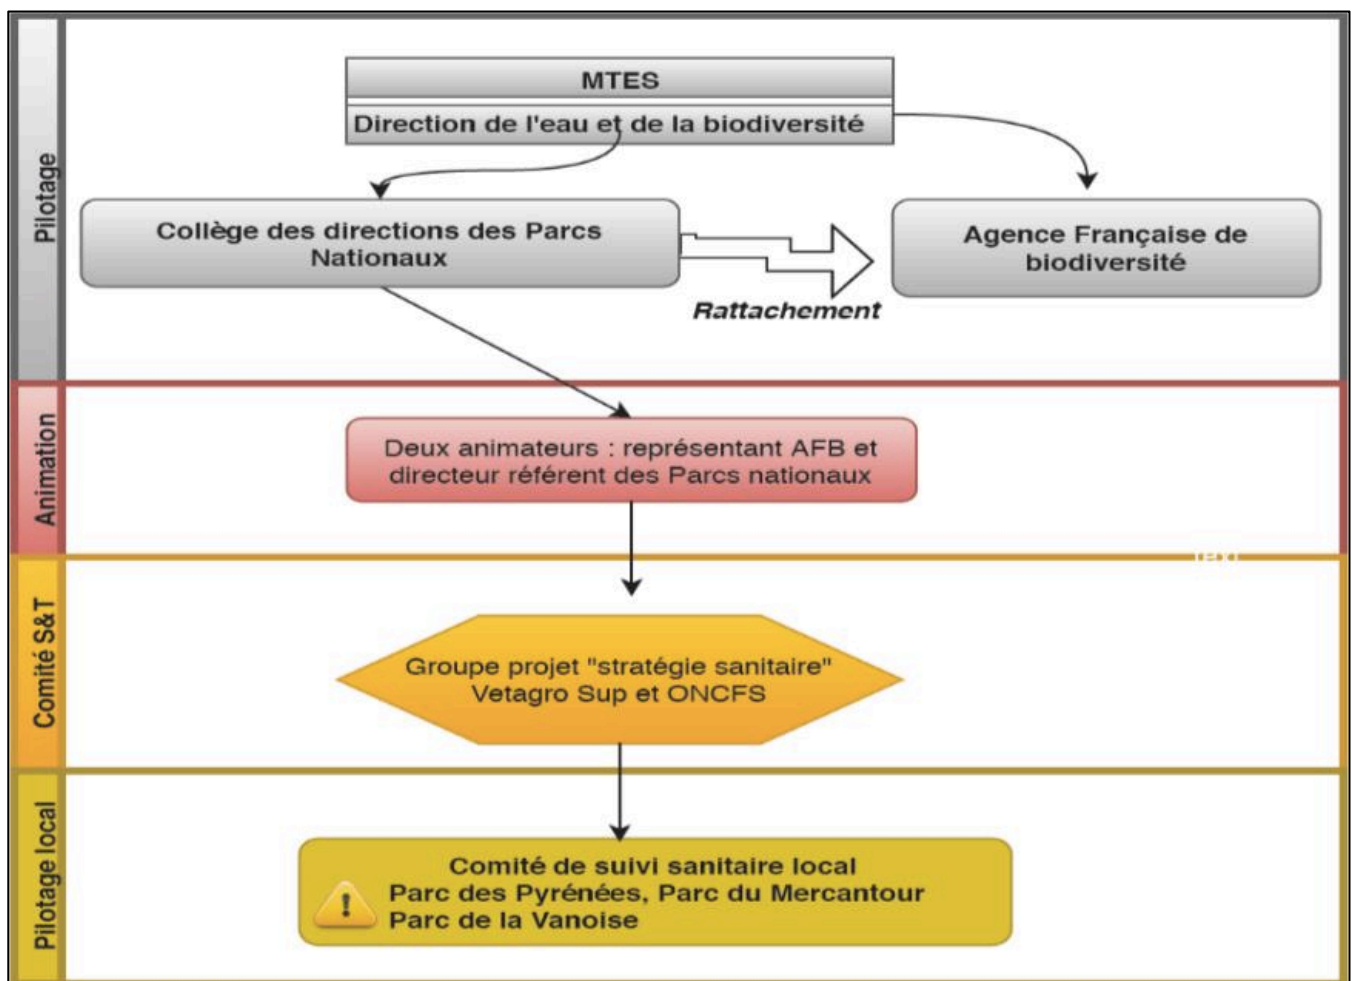 Pilotage
MTES
Direction de l'eau et de la biodiversité
Collège des directions des Parcs
Nationaux
Rattachement
Agence Française de
biodiversité
Animation
Deux animateurs : représentant AFB et
directeur référent des Parcs nationaux
Text
Comité S&T
Groupe projet "stratégie sanitaire"
Vetagro Sup et ONCFS
Pilotage local
Comité de suivi sanitaire local
Parc des Pyrénées, Parc du Mercantour
Parc de la Vanoise